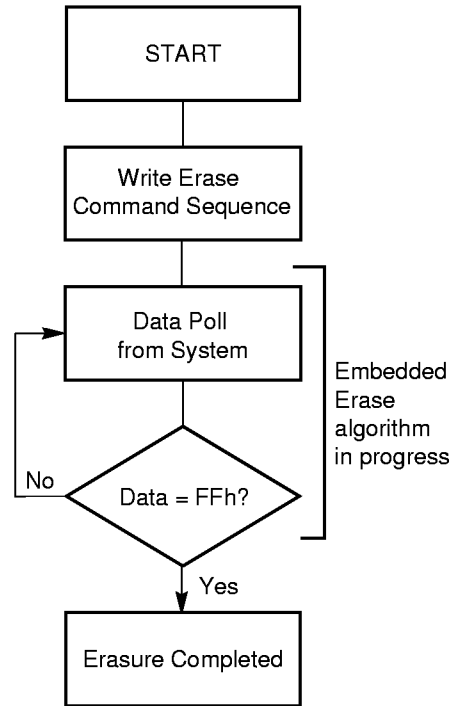 START
Write Erase
Command Sequence
Data Poll
from System
Embedded
Erase
algorithm
in progress
No
Data = FFh?
Yes
Erasure Completed